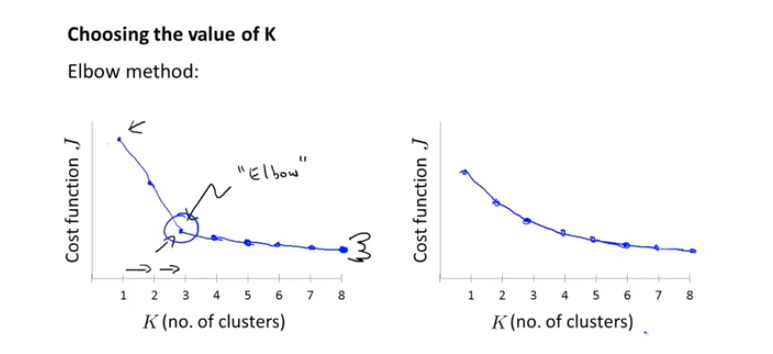 Choosing the value of K
Elbow method:
Cost function J
"Elbow"
1 2 3 4 5 6 7 8
K (no. of clusters)
Cost function J
1 2 3 4 5 6 7 8
K (no. of clusters)